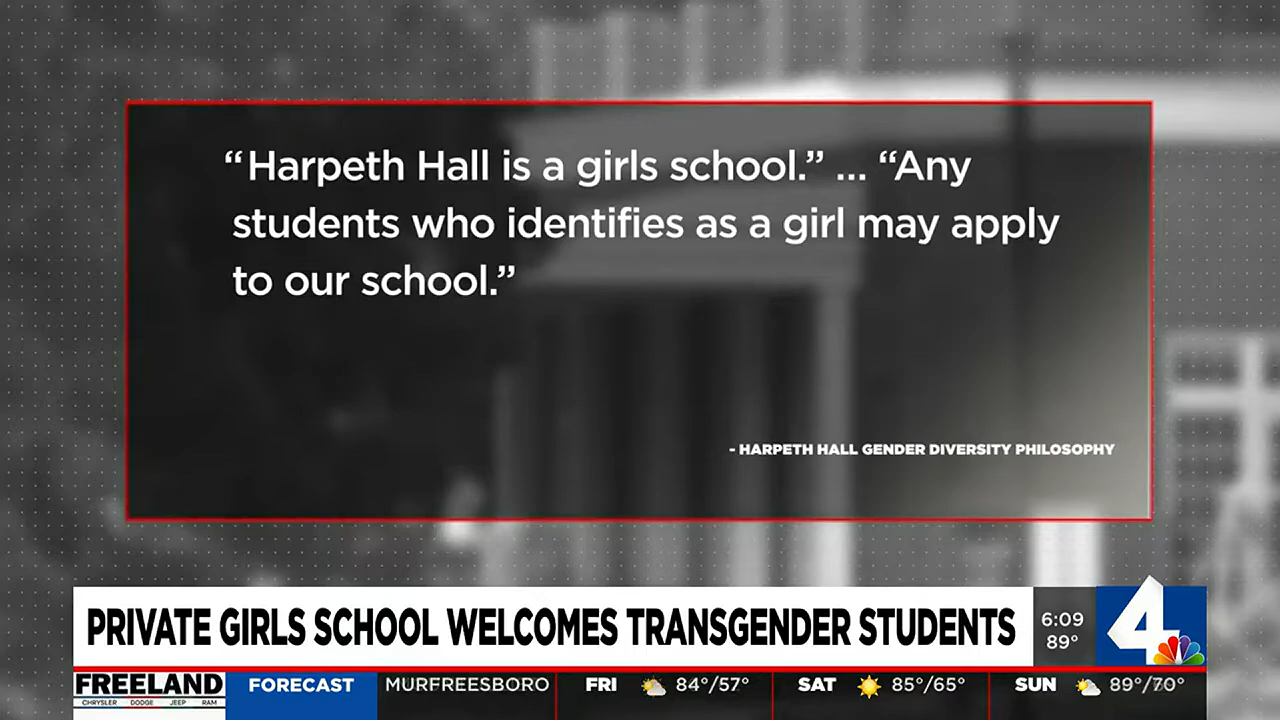 “Harpeth Hall is a girls school.” ... “Any
students who identifies as a girl may apply
to our school.”
- HARPETH HALL GENDER DIVERSITY PHILOSOPHY
PRIVATE GIRLS SCHOOL WELCOMES TRANSGENDER STUDENTS
6:09
89°
4
FREELAND
CHRYSLER DODGE JEEP RAM
FORECAST MURFREESBORO FRI 84°/57° SAT 85°/65° SUN 89°/70°